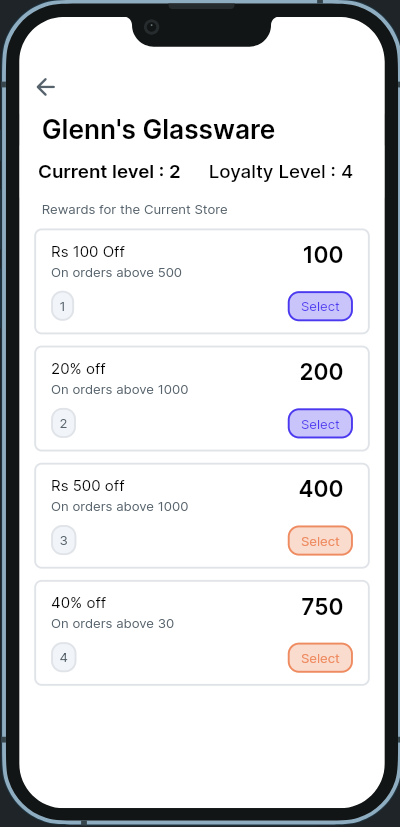 Glenn's Glassware
Current level : 2 Loyalty Level : 4
Rewards for the Current Store
Rs 100 Off 100
On orders above 500
1 Select
20% off 200
On orders above 1000
2 Select
Rs 500 off 400
On orders above 1000
3 Select
40% off 750
On orders above 30
4 Select